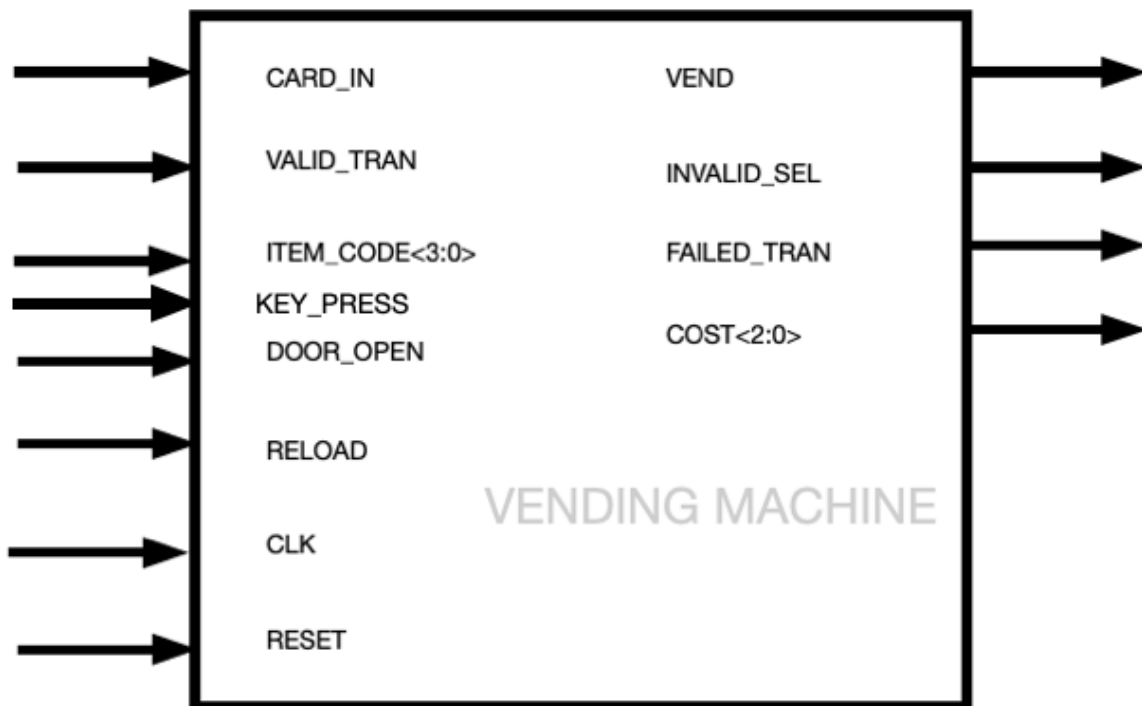 CARD_IN
VEND
VALID_TRAN
INVALID_SEL
ITEM_CODE<3:0>
FAILED_TRAN
KEY_PRESS
COST<2:0>
DOOR_OPEN
RELOAD
VENDING MACHINE
CLK
RESET